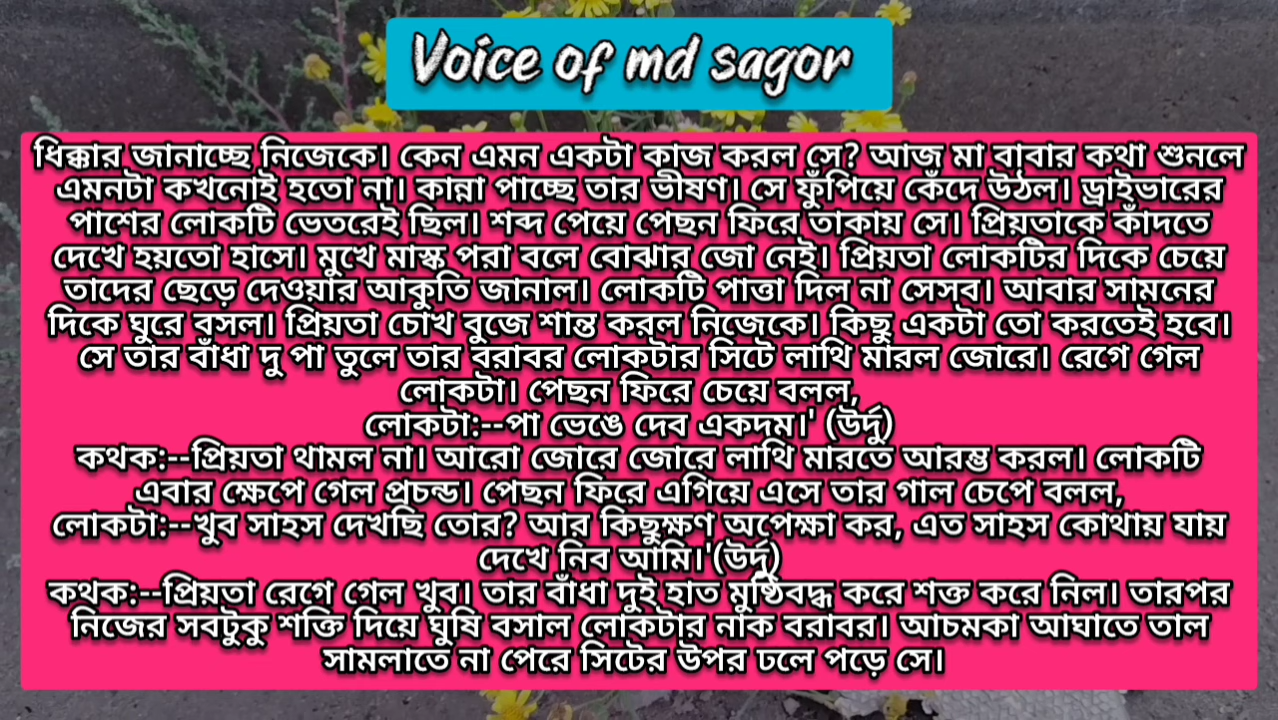 Voice of md sagor
ধিক্কার জানাচ্ছে নিজেকে। কেন এমন একটা কাজ করল সে? আজ মা বাবার কথা শুনলে
এমনটা কখনোই হতো না। কান্না পাচ্ছে তার ভীষণ। সে ফুঁপিয়ে কেঁদে উঠল। ড্রাইভারের
পাশের লোকটি ভেতরেই ছিল। শব্দ পেয়ে পেছন ফিরে তাকায় সে। প্রিয়তাকে কাঁদতে
দেখে হয়তো হাসে। মুখে মাস্ক পরা বলে বোঝার জো নেই। প্রিয়তা লোকটির দিকে চেয়ে
তাদের ছেড়ে দেওয়ার আকুতি জানাল। লোকটি পাত্তা দিল না সেসব। আবার সামনের
দিকে ঘুরে বসল। প্রিয়তা চোখ বুজে শান্ত করল নিজেকে। কিছু একটা তো করতেই হবে।
সে তার বাঁধা দু পা তুলে তার বরাবর লোকটার সিটে লাথি মারল জোরে। রেগে গেল
লোকটা। পেছন ফিরে চেয়ে বলল,
লোকটা:--পা ভেঙে দেব একদম।' (উর্দু)
কথক:--প্রিয়তা থামল না। আরো জোরে জোরে লাথি মারতে আরম্ভ করল। লোকটি
এবার ক্ষেপে গেল প্রচন্ড। পেছন ফিরে এগিয়ে এসে তার গাল চেপে বলল,
লোকটা:--খুব সাহস দেখছি তোর? আর কিছুক্ষণ অপেক্ষা কর, এত সাহস কোথায় যায়
দেখে নিব আমি।'(উর্দু)
কথক:--প্রিয়তা রেগে গেল খুব। তার বাঁধা দুই হাত মুষ্ঠিবদ্ধ করে শক্ত করে নিল। তারপর
নিজের সবটুকু শক্তি দিয়ে ঘুষি বসাল লোকটার নাক বরাবর। আচমকা আঘাতে তাল
সামলাতে না পেরে সিটের উপর ঢলে পড়ে সে।